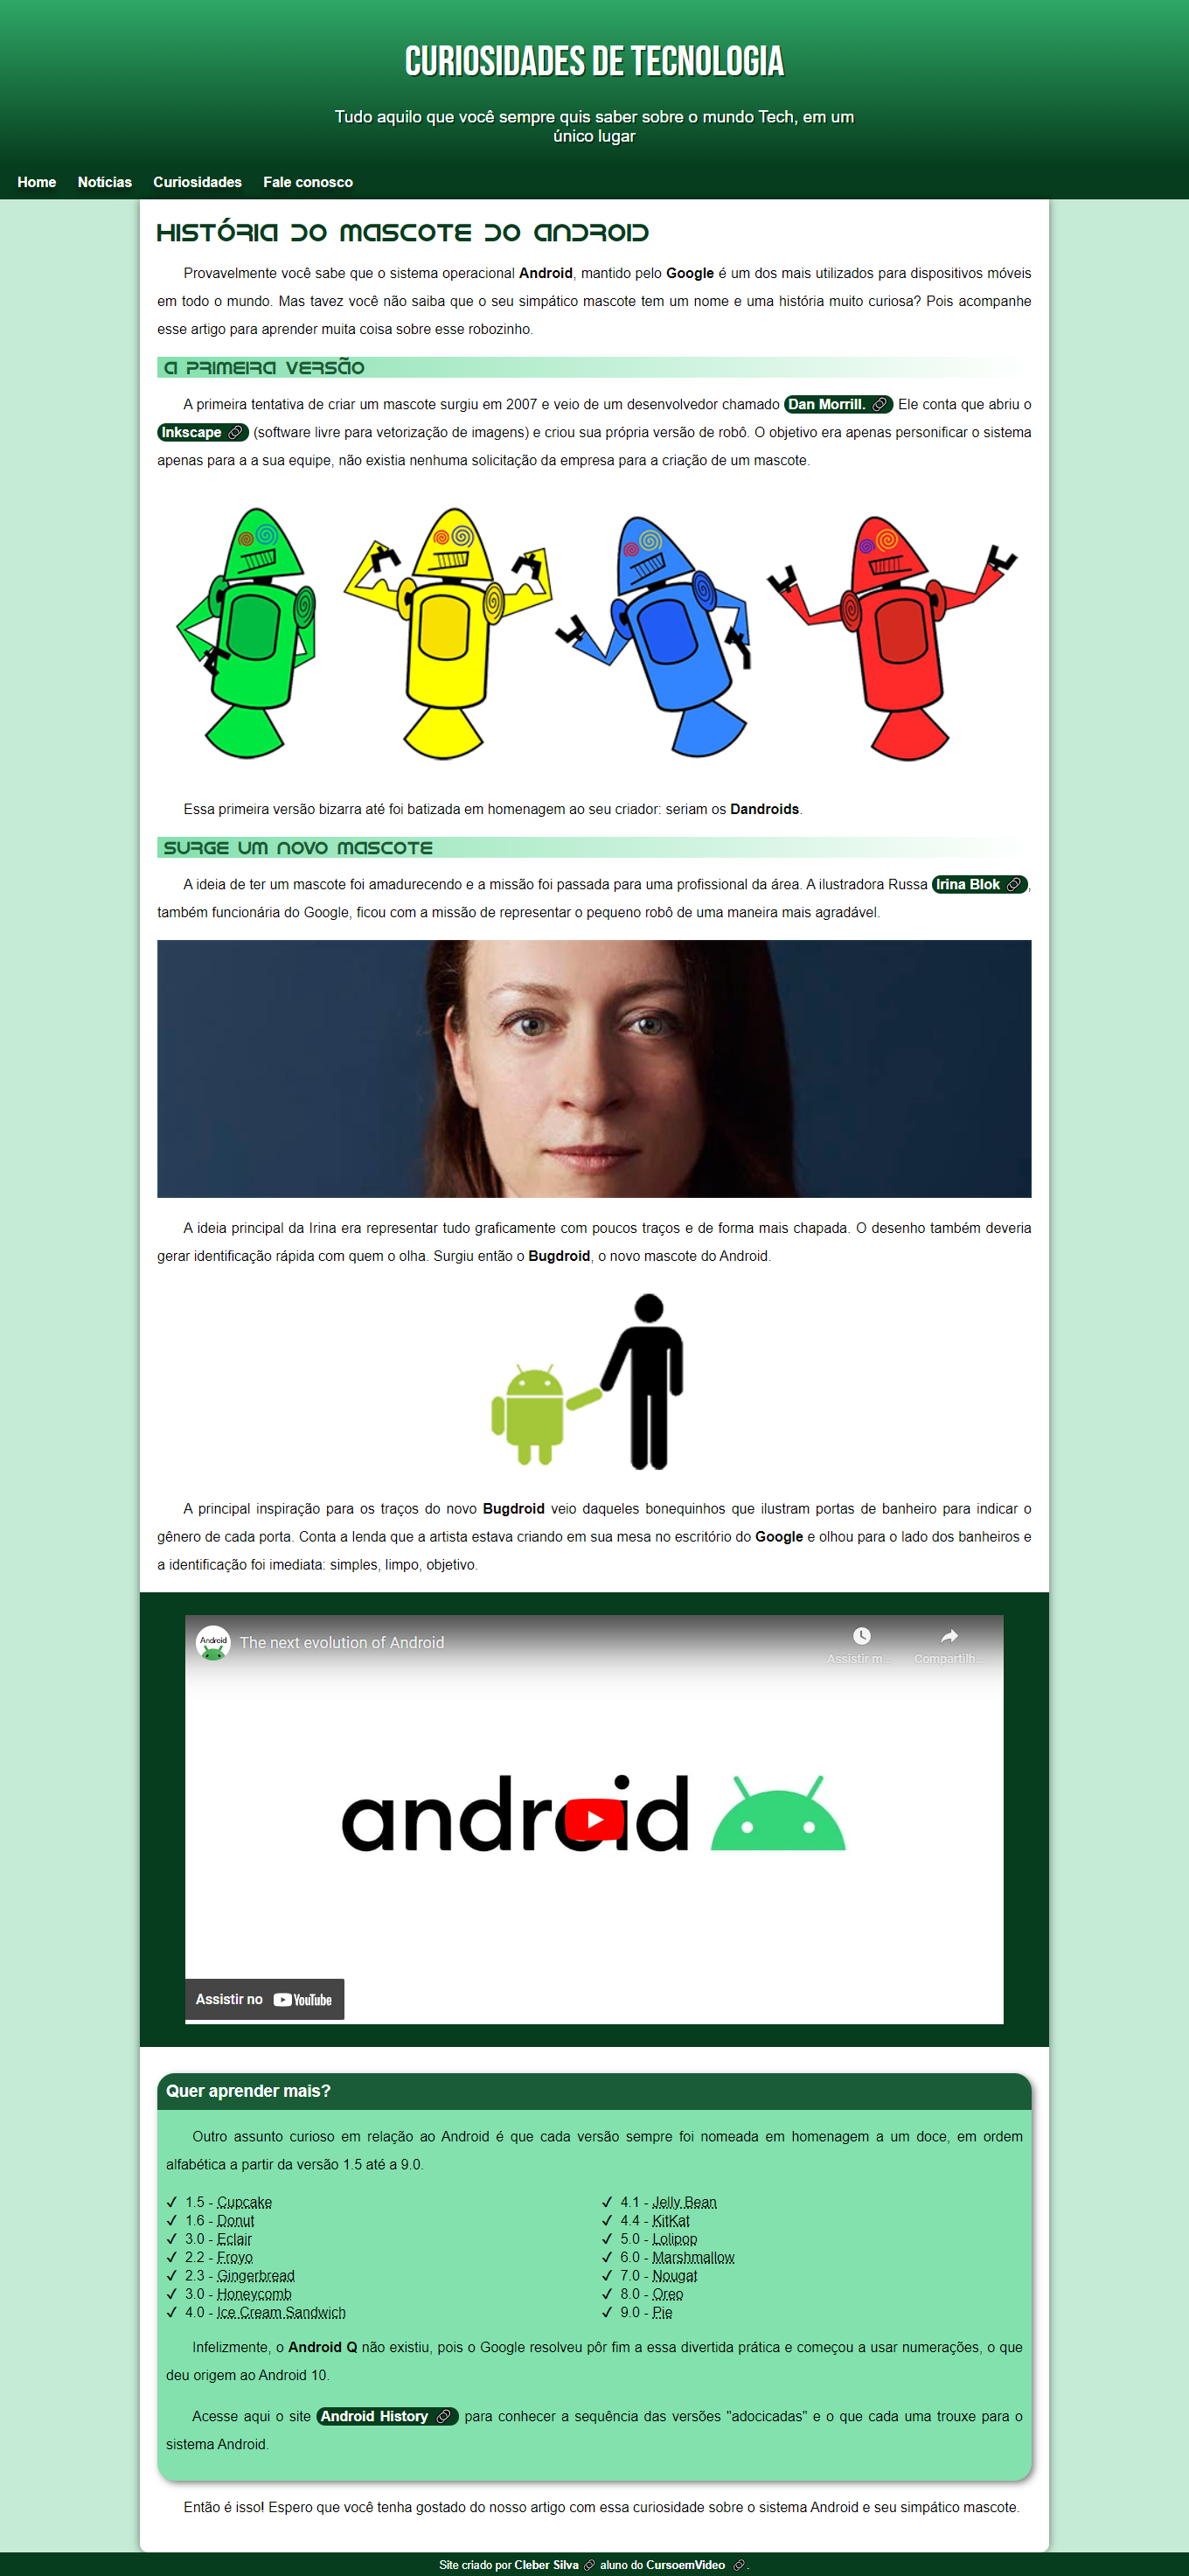 CURIOSIDADES DE TECNOLOGIA
Tudo aquilo que você sempre quis saber sobre o mundo Tech, em um
único lugar
Home Notícias Curiosidades Fale conosco
HISTÓRIA DO MASCOTE DO ANDROID
Provavelmente você sabe que o sistema operacional Android, mantido pelo Google é um dos mais utilizados para dispositivos móveis
em todo o mundo. Mas tavez você não saiba que o seu simpático mascote tem um nome e uma história muito curiosa? Pois acompanhe
esse artigo para aprender muita coisa sobre esse robozinho.
A PRIMEIRA VERSÃO
A primeira tentativa de criar um mascote surgiu em 2007 e veio de um desenvolvedor chamado Dan Morrill. Ele conta que abriu o
Inkscape (software livre para vetorização de imagens) e criou sua própria versão de robô. O objetivo era apenas personificar o sistema
apenas para a a sua equipe, não existia nenhuma solicitação da empresa para a criação de um mascote.
Essa primeira versão bizarra até foi batizada em homenagem ao seu criador: seriam os Dandroids.
SURGE UM NOVO MASCOTE
A ideia de ter um mascote foi amadurecendo e a missão foi passada para uma profissional da área. A ilustradora Russa Irina Blok ,
também funcionária do Google, ficou com a missão de representar o pequeno robô de uma maneira mais agradável.
A ideia principal da Irina era representar tudo graficamente com poucos traços e de forma mais chapada. O desenho também deveria
gerar identificação rápida com quem o olha. Surgiu então o Bugdroid, o novo mascote do Android.
A principal inspiração para os traços do novo Bugdroid veio daqueles bonequinhos que ilustram portas de banheiro para indicar o
gênero de cada porta. Conta a lenda que a artista estava criando em sua mesa no escritório do Google e olhou para o lado dos banheiros e
a identificação foi imediata: simples, limpo, objetivo.
Android The next evolution of Android
Assistir m... Compartilh...
android
Assistir no YouTube
Quer aprender mais?
Outro assunto curioso em relação ao Android é que cada versão sempre foi nomeada em homenagem a um doce, em ordem
alfabética a partir da versão 1.5 até a 9.0.
✓ 1.5 - Cupcake
✓ 1.6 - Donut
✓ 3.0 - Eclair
✓ 2.2 - Froyo
✓ 2.3 - Gingerbread
✓ 3.0 - Honeycomb
✓ 4.0 - Ice Cream Sandwich
✓ 4.1 - Jelly Bean
✓ 4.4 - KitKat
✓ 5.0 - Lolipop
✓ 6.0 - Marshmallow
✓ 7.0 - Nougat
✓ 8.0 - Oreo
✓ 9.0 - Pie
Infelizmente, o Android Q não existiu, pois o Google resolveu pôr fim a essa divertida prática e começou a usar numerações, o que
deu origem ao Android 10.
Acesse aqui o site Android History para conhecer a sequência das versões "adocicadas" e o que cada uma trouxe para o
sistema Android.
Então é isso! Espero que você tenha gostado do nosso artigo com essa curiosidade sobre o sistema Android e seu simpático mascote.
Site criado por Cleber Silva aluno do CursoemVideo .